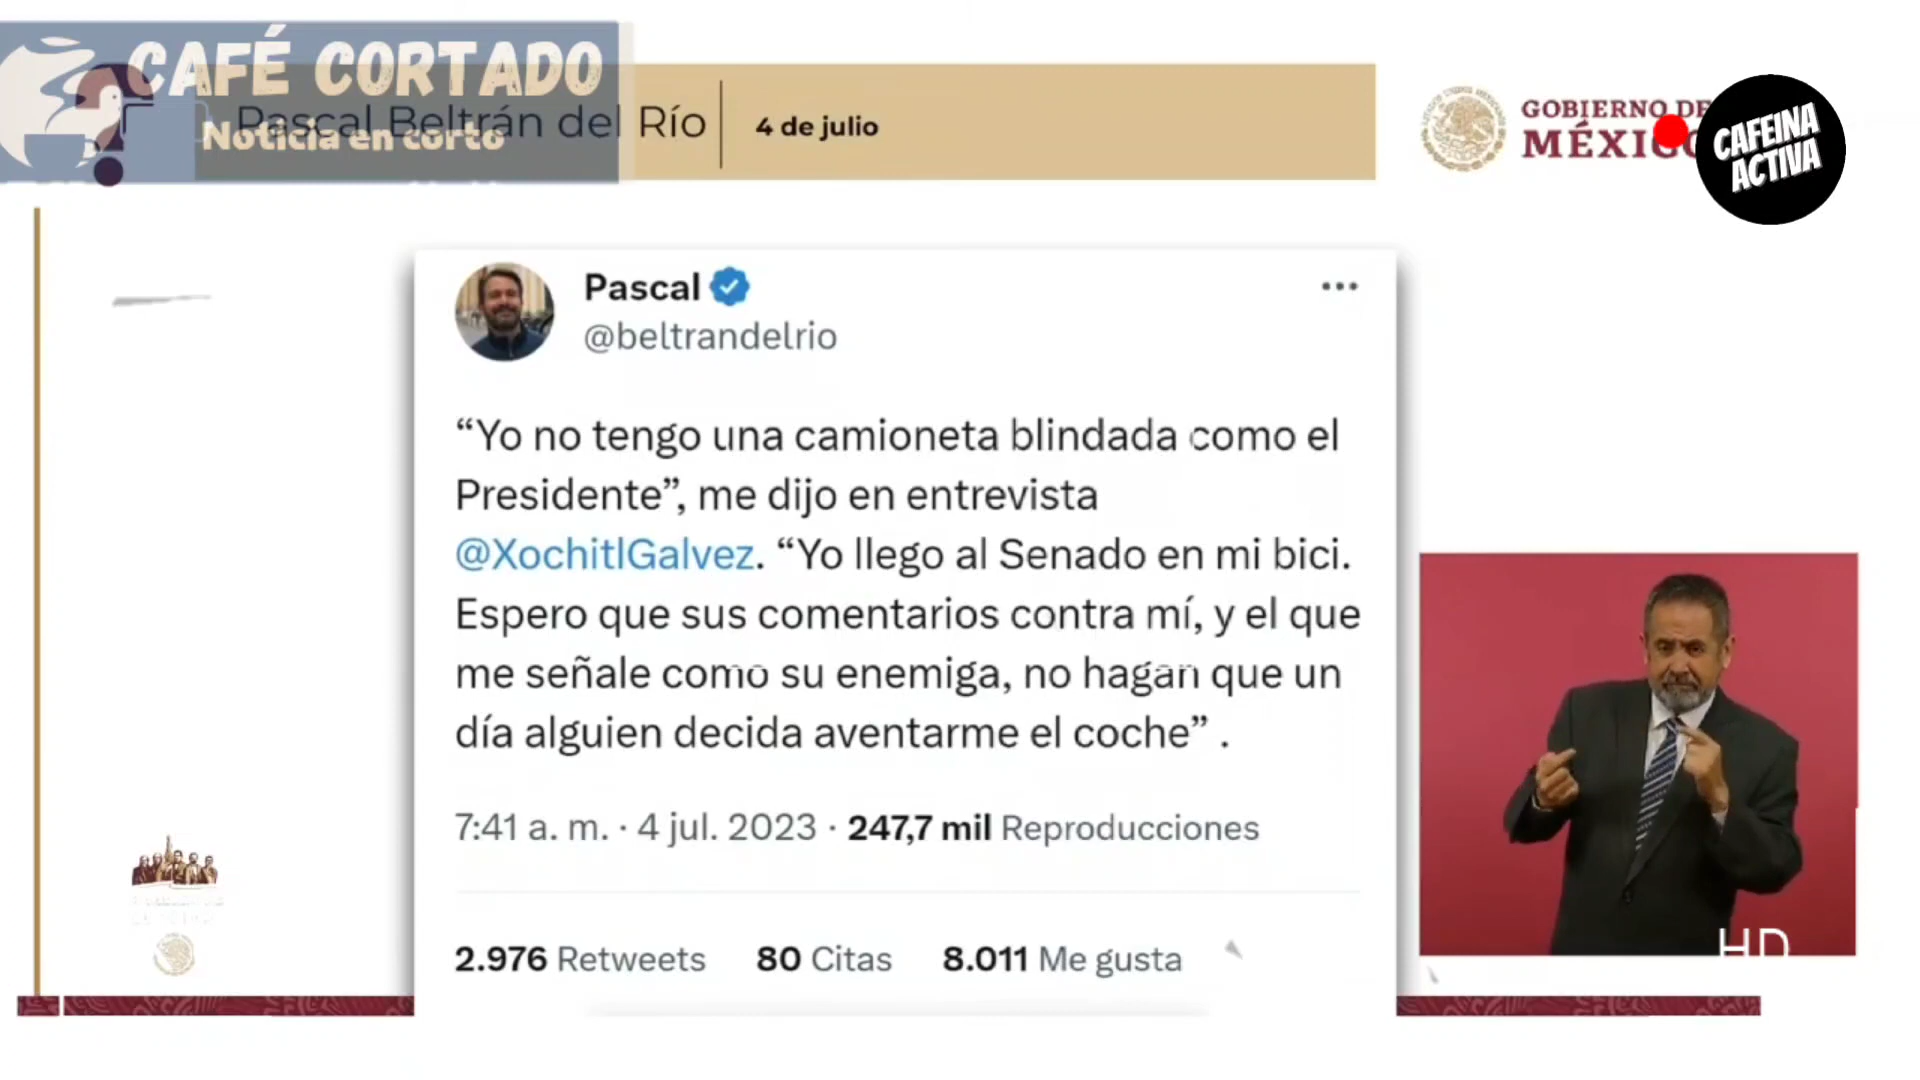 CAFÉ CORTADO
Noticia en corto
Pascal Beltrán del Río
4 de julio
GOBIERNO DE
MÉXICO
CAFEINA
ACTIVA
Pascal
@beltrandelrio
“Yo no tengo una camioneta blindada como el
Presidente”, me dijo en entrevista
@XochitlGalvez. “Yo llego al Senado en mi bici.
Espero que sus comentarios contra mí, y el que
me señale como su enemiga, no hagan que un
día alguien decida aventarme el coche” .
7:41 a. m. · 4 jul. 2023 · 247,7 mil Reproducciones
2.976 Retweets 80 Citas 8.011 Me gusta
HD